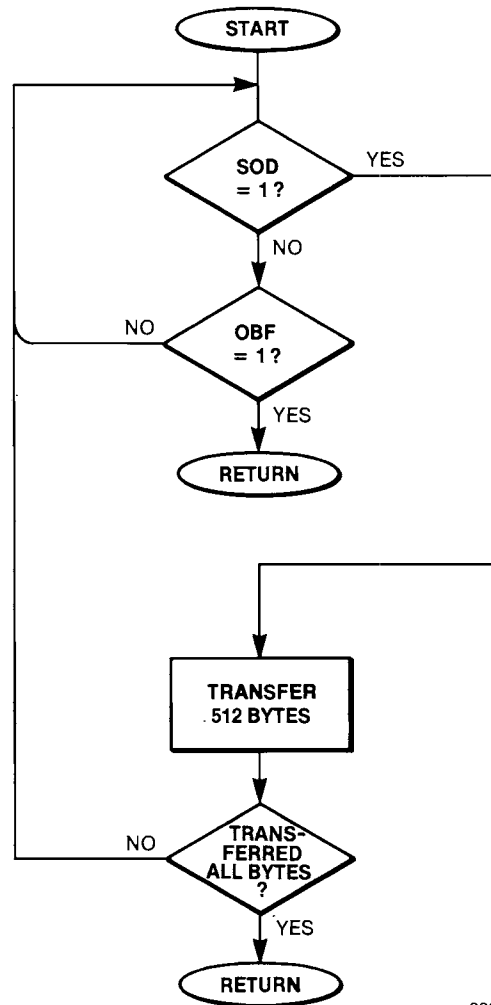 START
SOD
= 1?
YES
NO
OBF
= 1?
NO
YES
RETURN
TRANSFER
512 BYTES
TRANS-
FERRED
ALL BYTES
?
NO
YES
RETURN